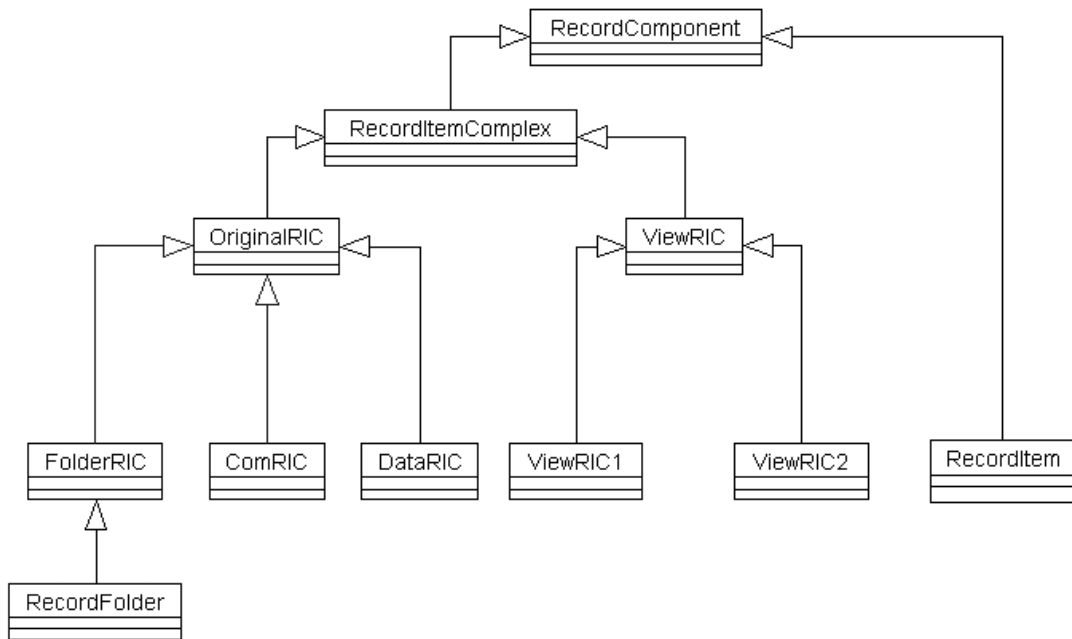 RecordComponent
RecordItemComplex
OriginalRIC
ViewRIC
FolderRIC
ComRIC
DataRIC
ViewRIC1
ViewRIC2
RecordItem
RecordFolder